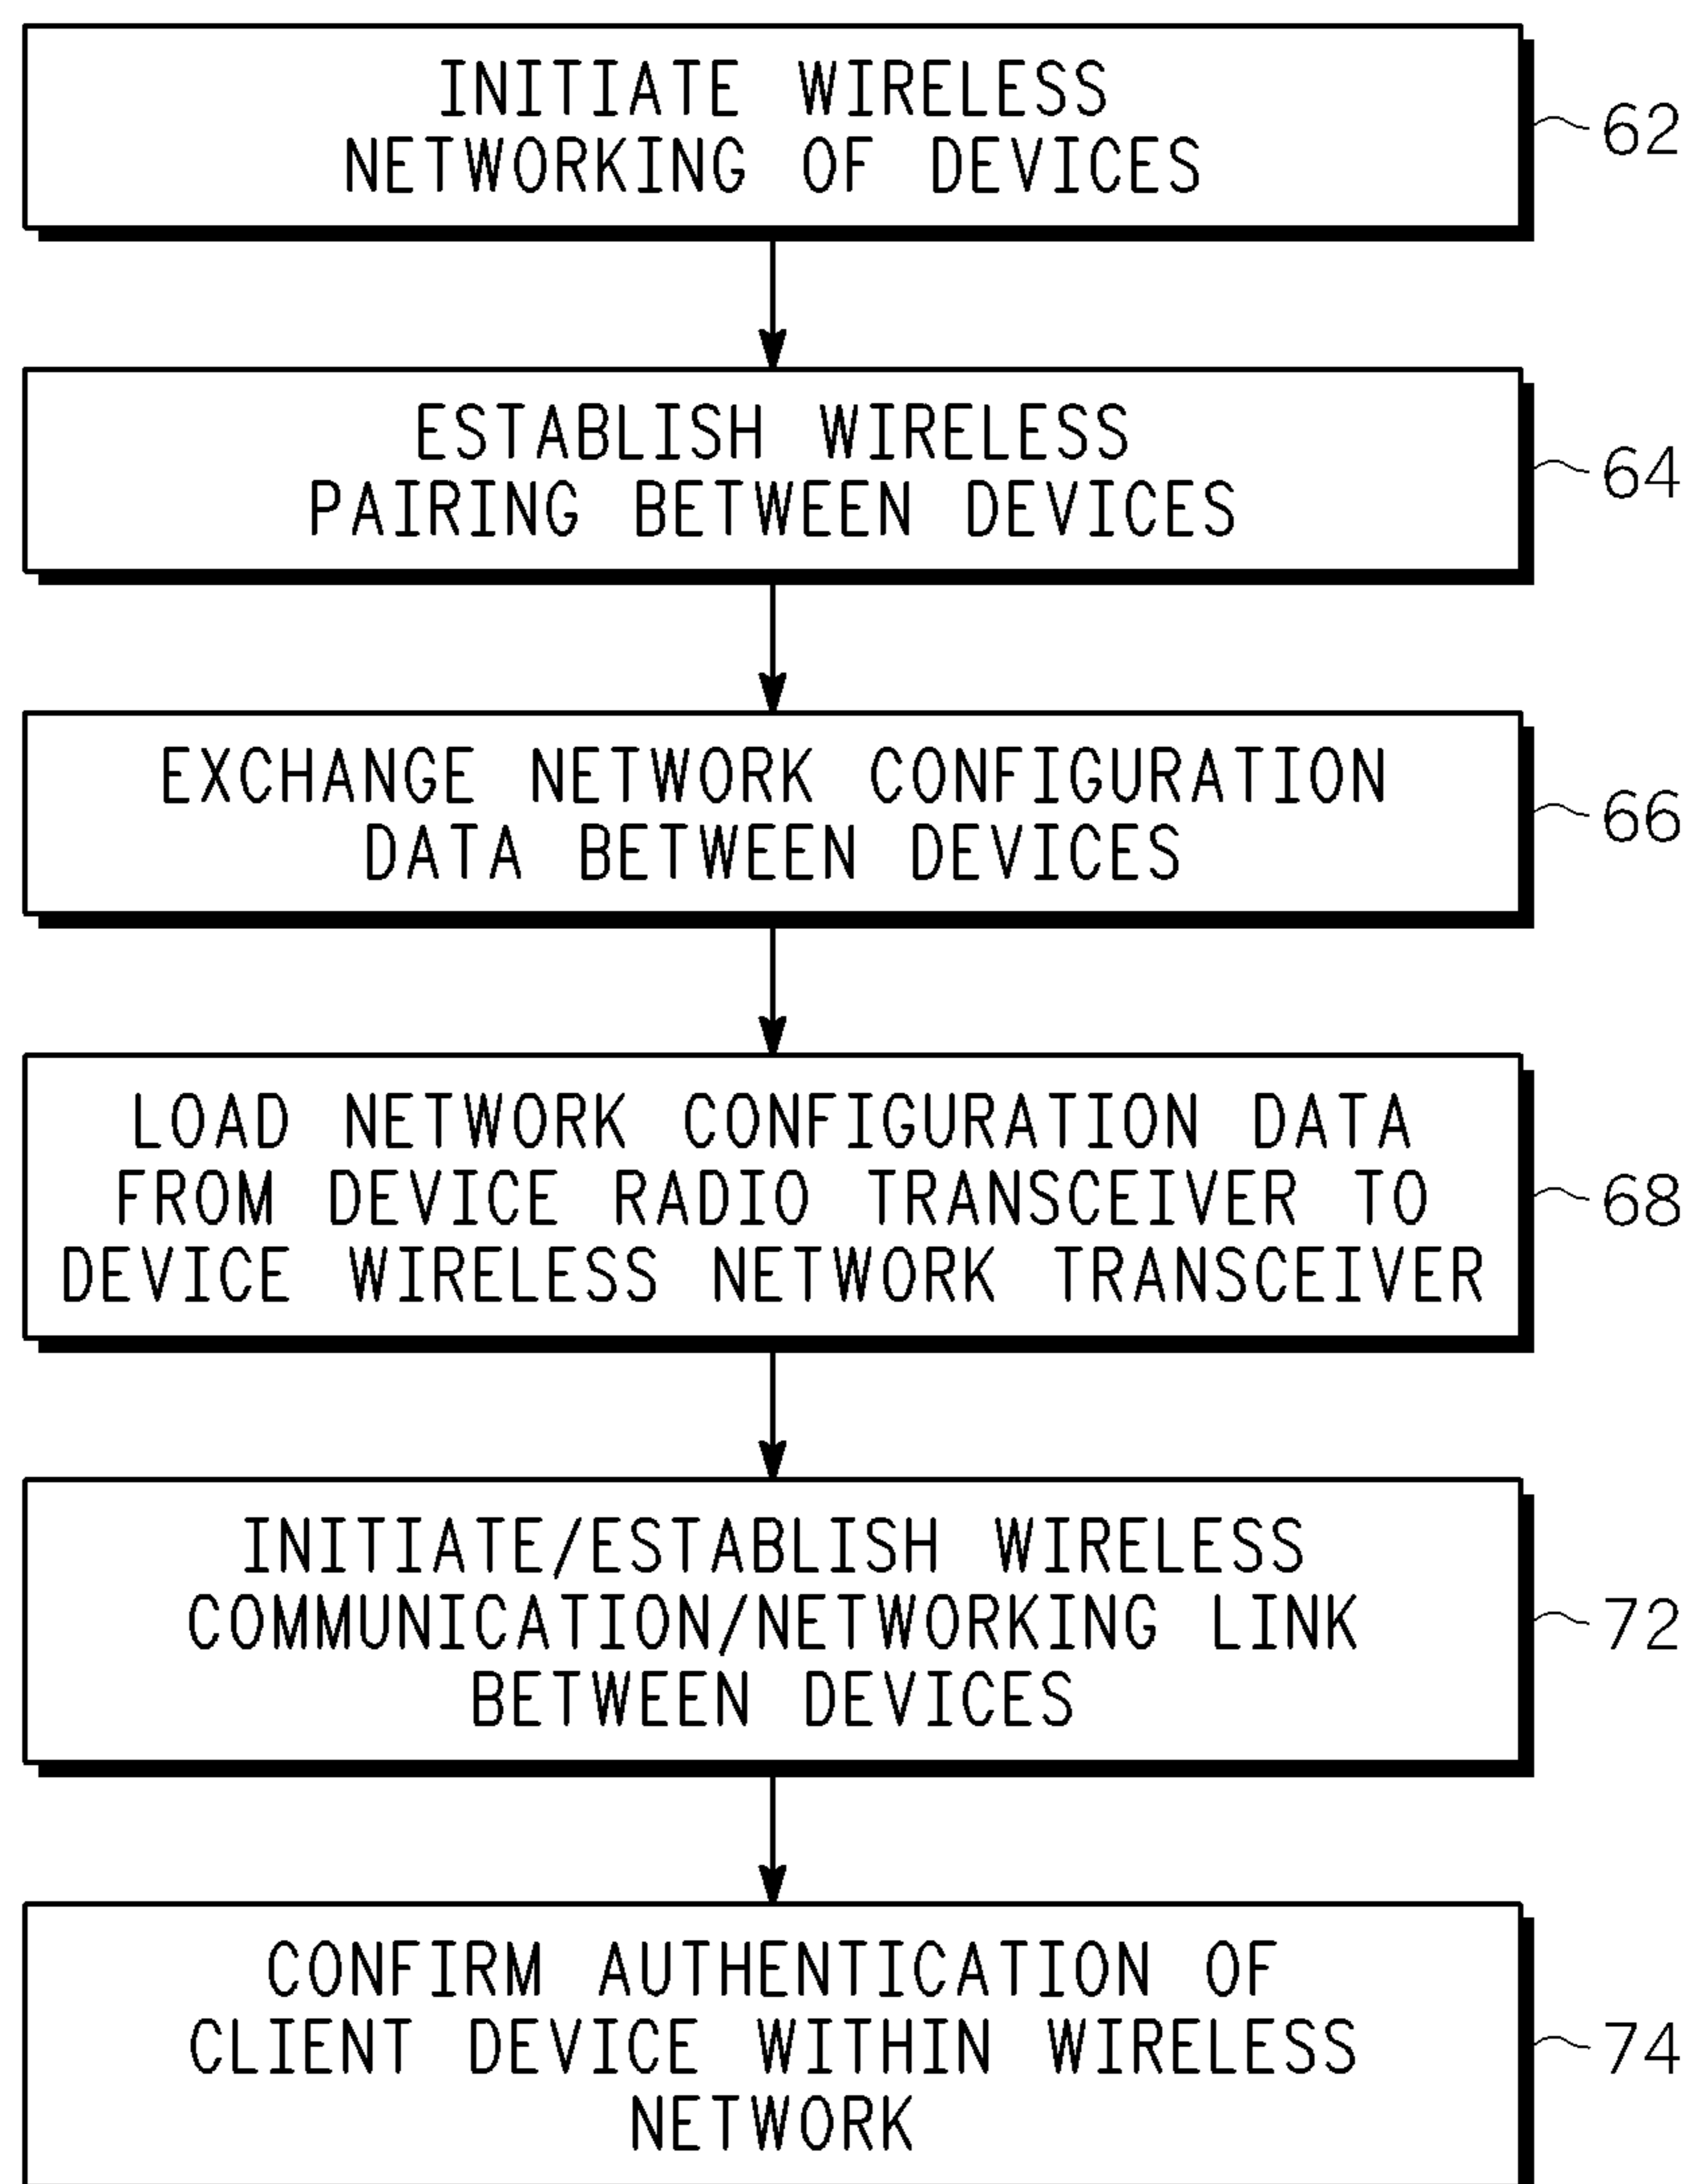 INITIATE WIRELESS
NETWORKING OF DEVICES
62
ESTABLISH WIRELESS
PAIRING BETWEEN DEVICES
64
EXCHANGE NETWORK CONFIGURATION
DATA BETWEEN DEVICES
66
LOAD NETWORK CONFIGURATION DATA
FROM DEVICE RADIO TRANSCEIVER TO
DEVICE WIRELESS NETWORK TRANSCEIVER
68
INITIATE/ESTABLISH WIRELESS
COMMUNICATION/NETWORKING LINK
BETWEEN DEVICES
72
CONFIRM AUTHENTICATION OF
CLIENT DEVICE WITHIN WIRELESS
NETWORK
74